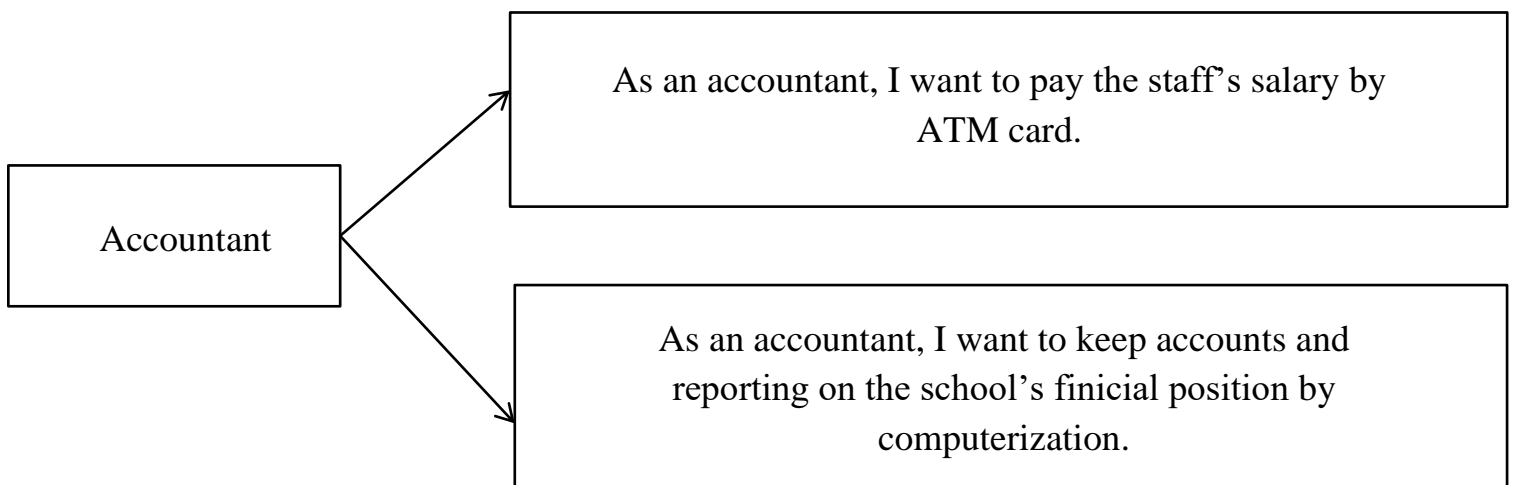 As an accountant, I want to pay the staff’s salary by
ATM card.
Accountant
As an accountant, I want to keep accounts and
reporting on the school’s finicial position by
computerization.